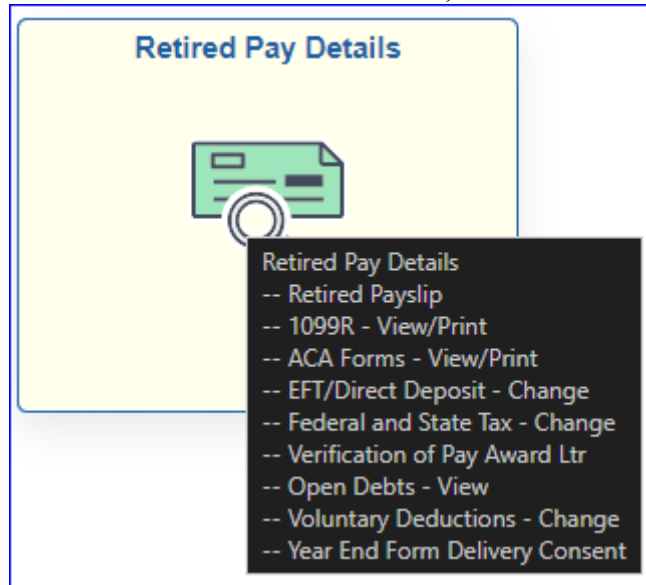 Retired Pay Details
Retired Pay Details
-- Retired Payslip
-- 1099R - View/Print
-- ACA Forms - View/Print
-- EFT/Direct Deposit - Change
-- Federal and State Tax - Change
-- Verification of Pay Award Ltr
-- Open Debts - View
-- Voluntary Deductions - Change
-- Year End Form Delivery Consent